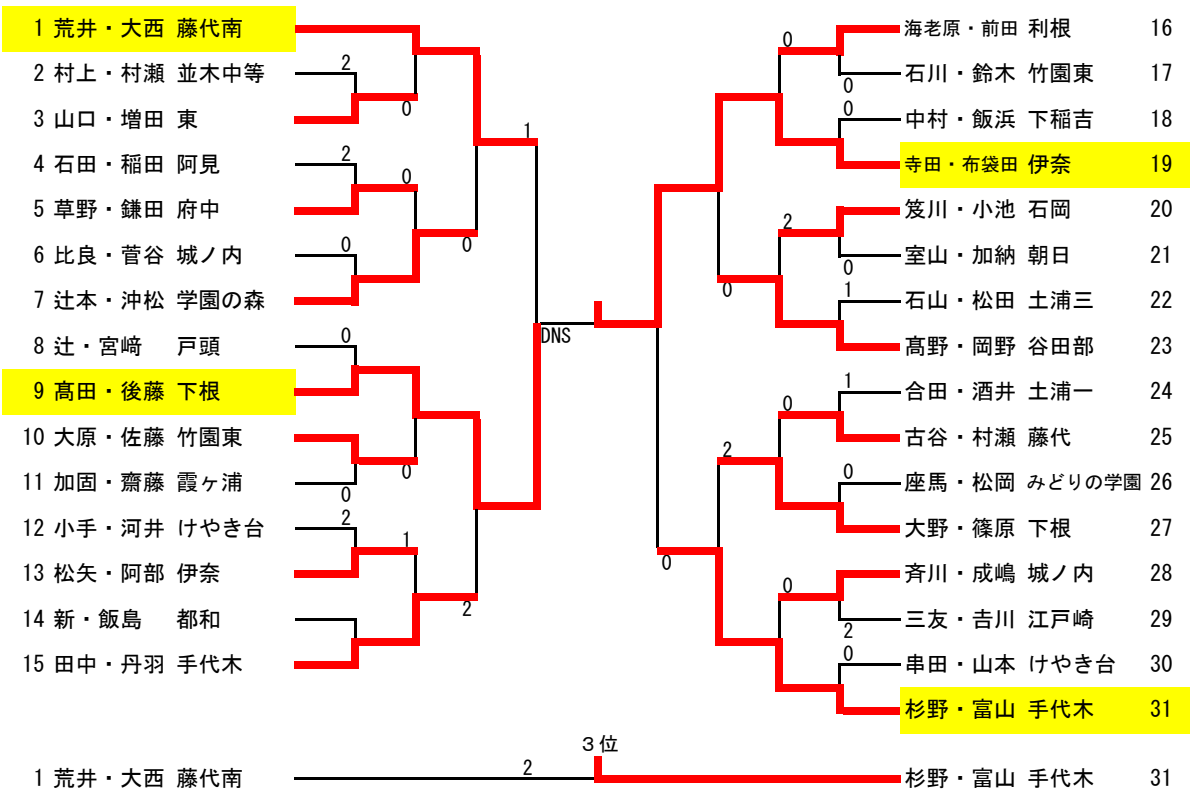 1 荒井・大西 藤代南
2 村上・村瀬 並木中等
3 山口・増田 東
4 石田・稲田 阿見
5 草野・鎌田 府中
6 比良・菅谷 城ノ内
7 辻本・沖松 学園の森
8 辻・宮﨑 戸頭
9 髙田・後藤 下根
10 大原・佐藤 竹園東
11 加固・齋藤 霞ヶ浦
12 小手・河井 けやき台
13 松矢・阿部 伊奈
14 新・飯島 都和
15 田中・丹羽 手代木
2
0
2
0
0
0
1
0
0
0
2
1
2
DNS
海老原・前田 利根 16
石川・鈴木 竹園東 17
中村・飯浜 下稲吉 18
寺田・布袋田 伊奈 19
笈川・小池 石岡 20
室山・加納 朝日 21
石山・松田 土浦三 22
髙野・岡野 谷田部 23
合田・酒井 土浦一 24
古谷・村瀬 藤代 25
座馬・松岡 みどりの学園 26
大野・篠原 下根 27
斉川・成嶋 城ノ内 28
三友・𠮷川 江戸崎 29
串田・山本 けやき台 30
杉野・富山 手代木 31
0
0
0
2
0
1
0
1
0
2
0
0
0
2
0
３位
1 荒井・大西 藤代南 2 杉野・富山 手代木 31